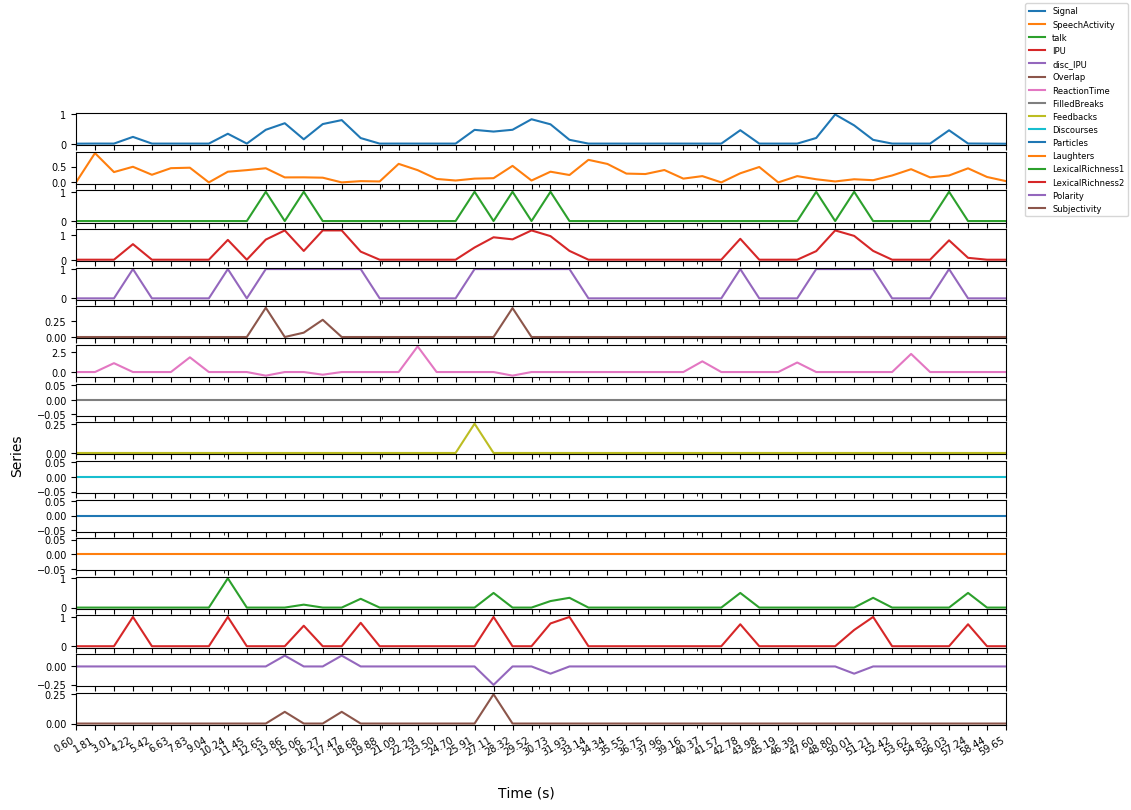 Signal
SpeechActivity
talk
IPU
disc_IPU
Overlap
ReactionTime
FilledBreaks
Feedbacks
Discourses
Particles
Laughters
LexicalRichness1
LexicalRichness2
Polarity
Subjectivity
1
0
0.5
0.0
1
0
1
0
1
0
0.25
0.00
2.5
0.0
0.05
0.00
−0.05
0.25
0.00
0.05
0.00
−0.05
0.05
0.00
−0.05
0.05
0.00
−0.05
1
0
1
0
0.00
−0.25
0.25
0.00
Series
0.60 1.81 3.01 4.22 5.42 6.63 7.83 9.04 10.24 11.45 12.65 13.86 15.06 16.27 17.47 18.68 19.88 21.09 22.29 23.50 24.70 25.91 27.11 28.32 29.52 30.73 31.93 33.14 34.34 35.55 36.75 37.96 39.16 40.37 41.57 42.78 43.98 45.19 46.39 47.60 48.80 50.01 51.21 52.42 53.62 54.83 56.03 57.24 58.44 59.65
Time (s)